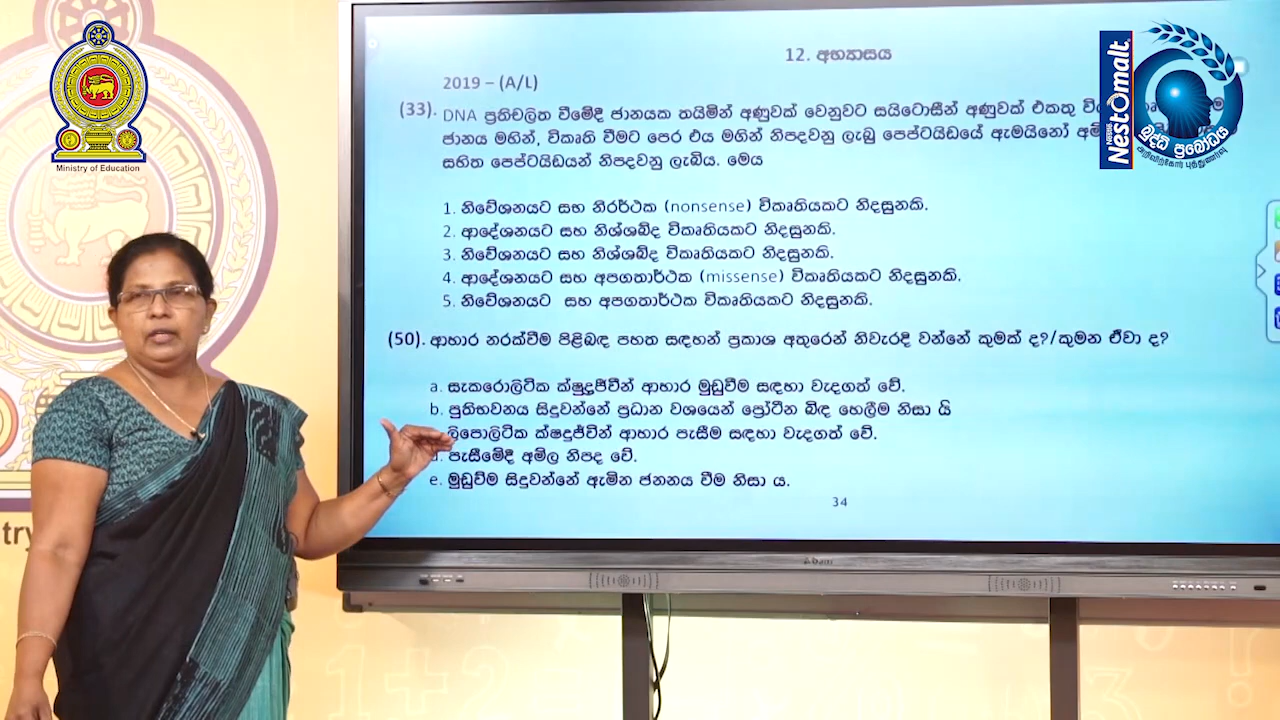 Ministry of Education
Nestomalt
බුද්ධි ප්‍රබෝධය
12. අභ්‍යාසය
2019 – (A/L)
(33). DNA ප්‍රතිචලිත වීමේදී ජානයක තයිමින් අණුවක් වෙනුවට සයිටොසීන් අණුවක් එකතු
ජානය මගින්, විකෘති වීමට පෙර එය මගින් නිපදවනු ලැබු පෙප්ටයිඩයේ ඇමයිනෝ
සහිත පෙප්ටයිඩයන් නිපදවනු ලැබීය. මෙය
1. නිවේශනයට සහ නිරර්ථක (nonsense) විකෘතියකට නිදසුනකි.
2. ආදේශනයට සහ නිශ්ශබ්ද විකෘතියකට නිදසුනකි.
3. නිවේශනයට සහ නිශ්ශබ්ද විකෘතියකට නිදසුනකි.
4. ආදේශනයට සහ අපගතාර්ථක (missense) විකෘතියකට නිදසුනකි.
5. නිවේශනයට සහ අපගතාර්ථක විකෘතියකට නිදසුනකි.
(50). ආහාර නරක්වීම පිළිබඳ පහත සඳහන් ප්‍රකාශ අතුරෙන් නිවැරදි වන්නේ කුමක් ද?/කුමන ඒවා ද?
a. සැකරොලිටික ක්ෂුද්‍රජීවීන් ආහාර මුඩුවීම සඳහා වැදගත් වේ.
b. පුතිභවනය සිදුවන්නේ ප්‍රධාන වශයෙන් ප්‍රෝටීන බිඳ හෙලීම නිසා යි
ලිපොලිටික ක්ෂද්‍රජීවීන් ආහාර පැසීම සඳහා වැදගත් වේ.
පැසීමේදී අම්ල නිපද වේ.
e. මුඩුවීම සිදුවන්නේ ඇමින ජනනය වීම නිසා ය.
34